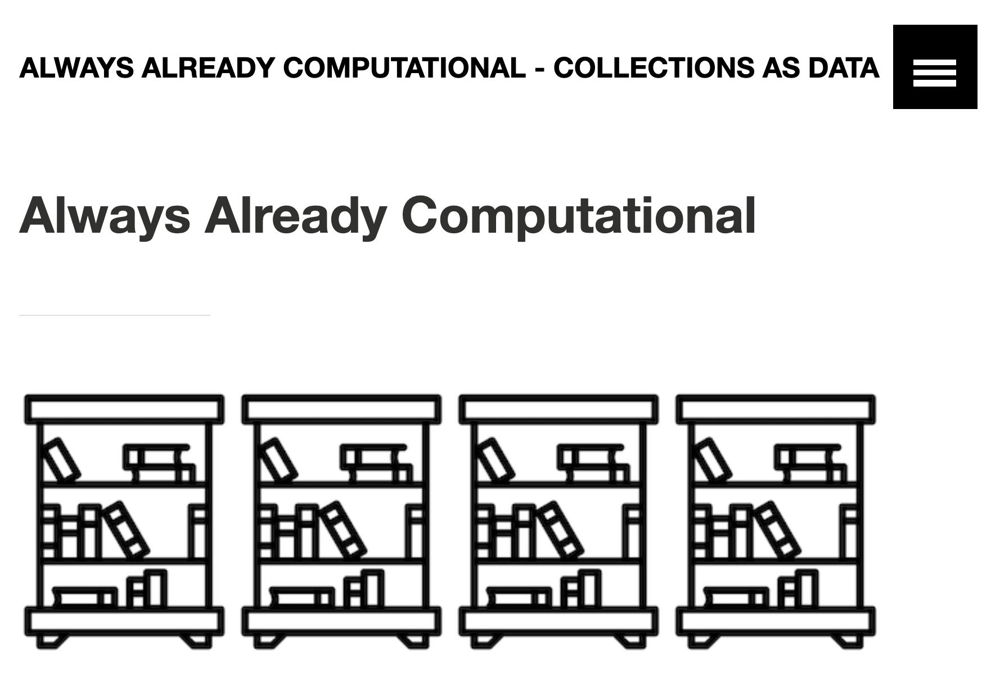 ALWAYS ALREADY COMPUTATIONAL - COLLECTIONS AS DATA
Always Already Computational